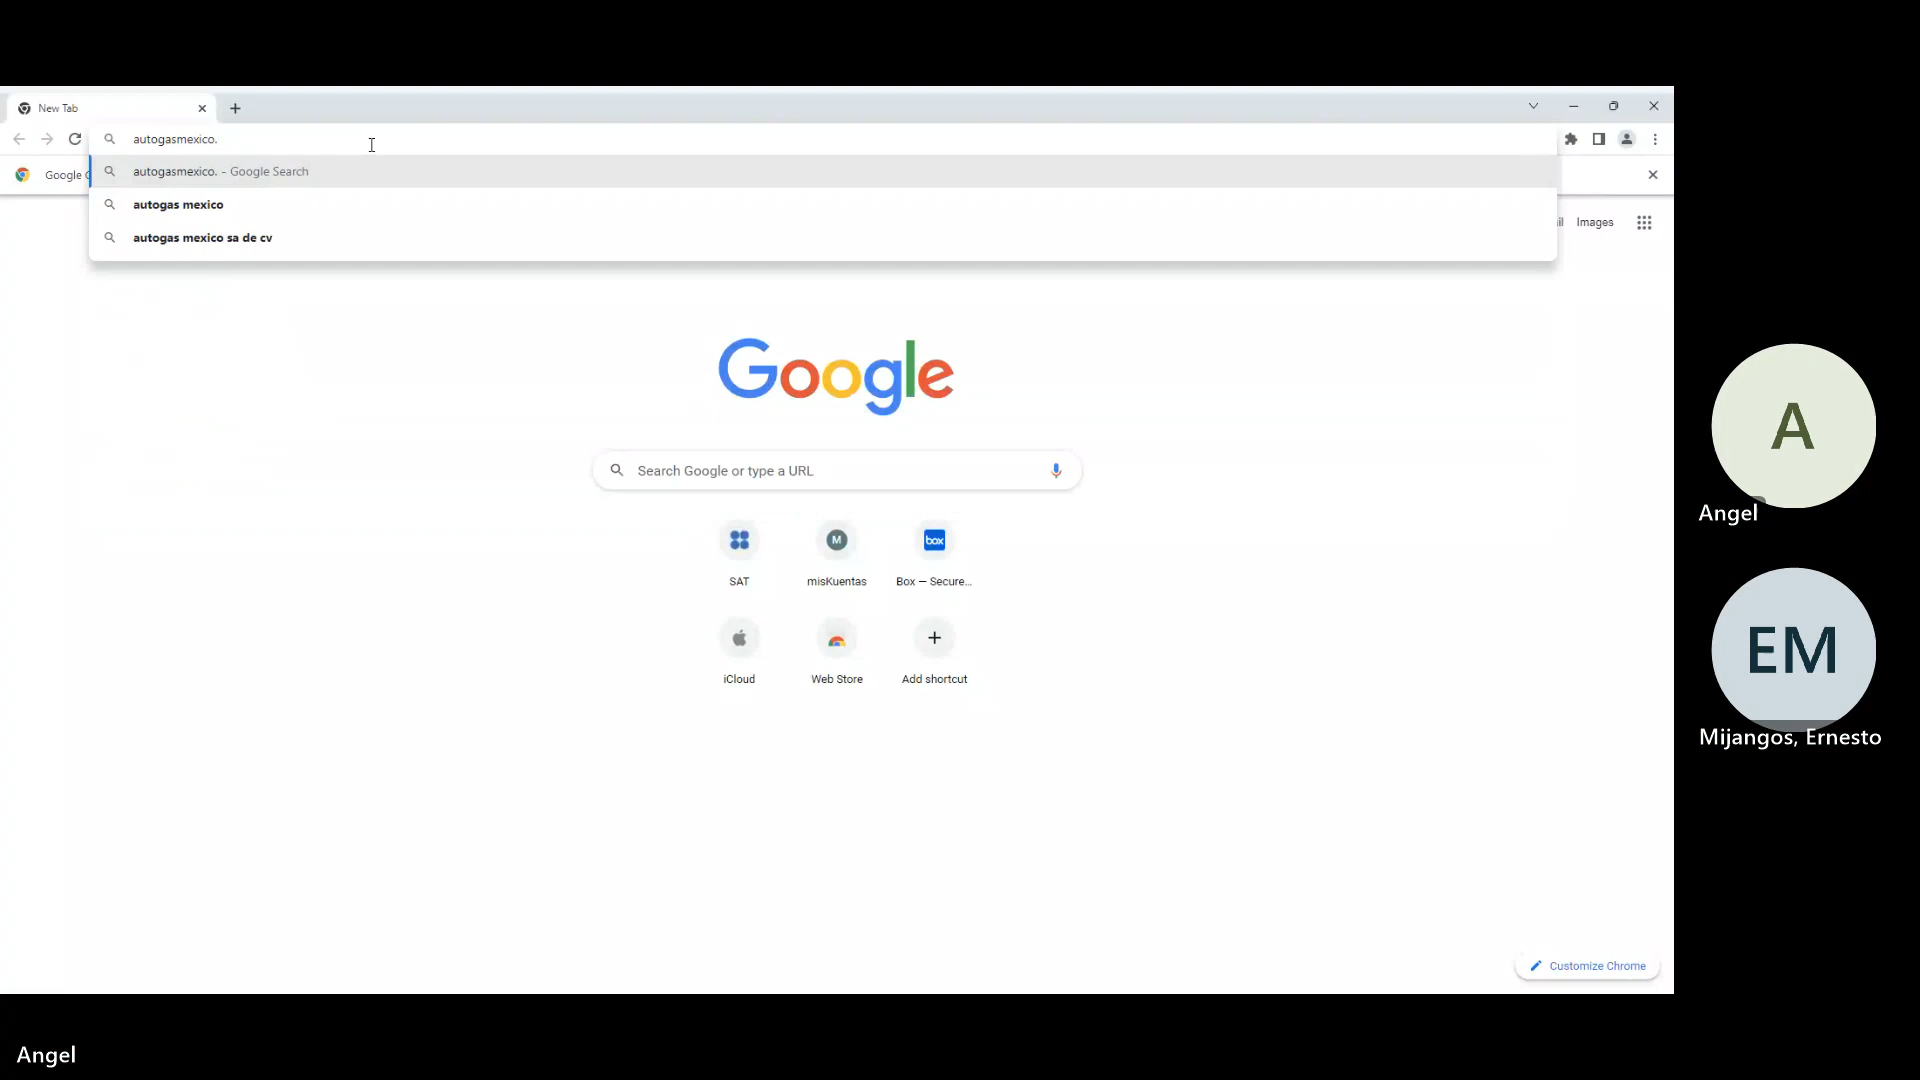 New Tab
autogasmexico.
autogasmexico. - Google Search
Google
autogas mexico
autogas mexico sa de cv
Images
Google
Search Google or type a URL
SAT
M
misKuentas
box
Box — Secure...
iCloud
Web Store
Add shortcut
Customize Chrome
A
Angel
EM
Mijangos, Ernesto
Angel